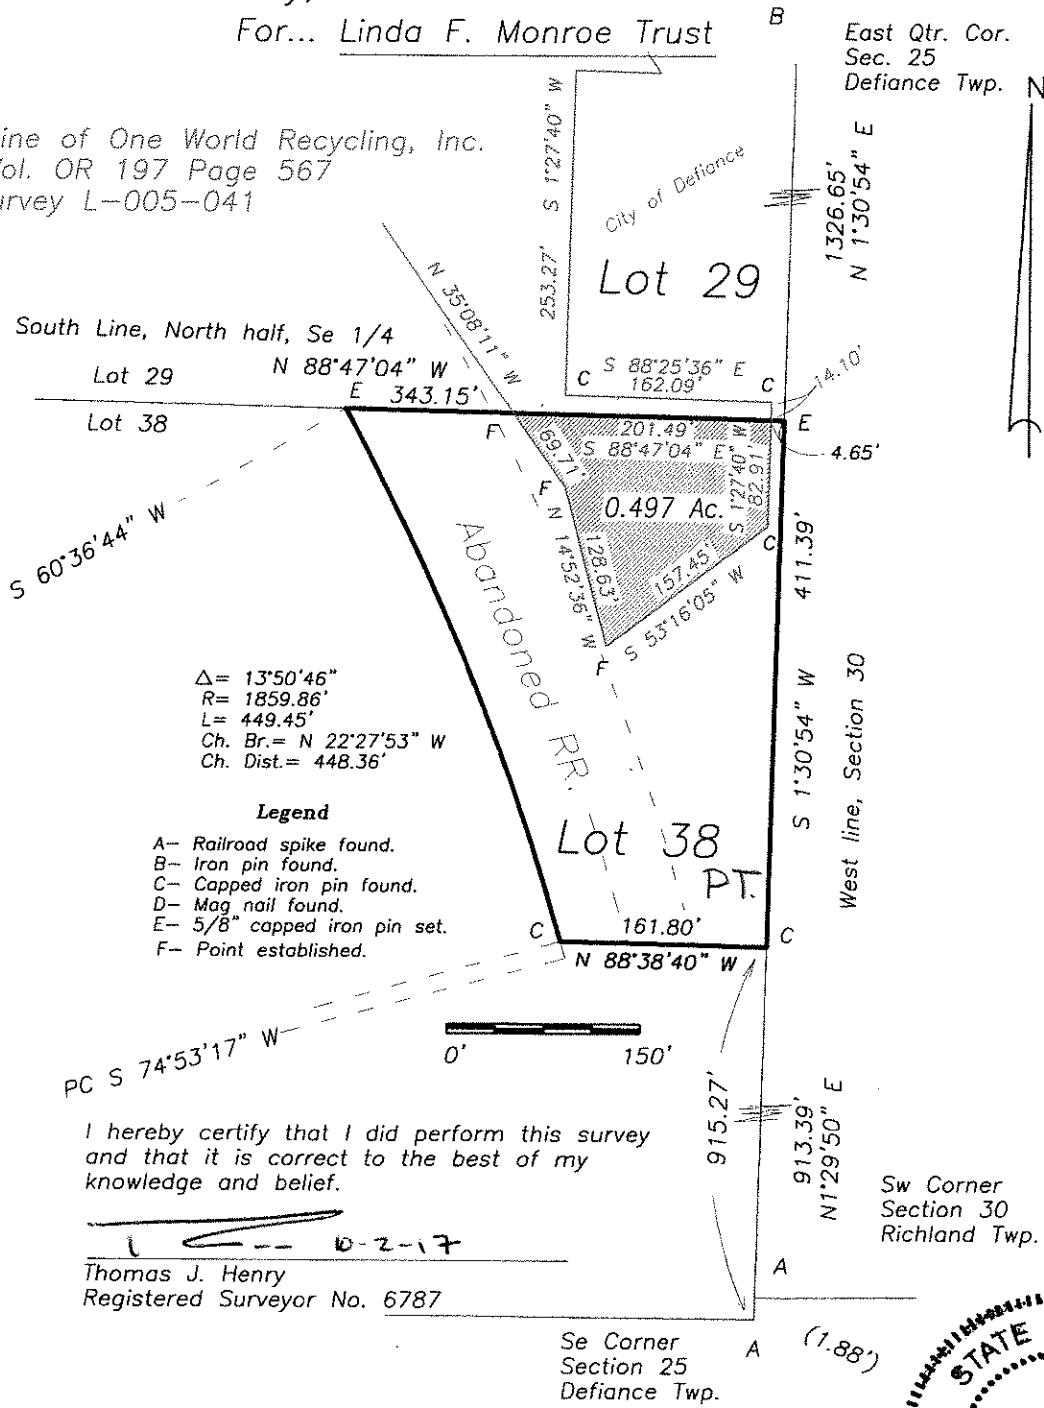 For... Linda F. Monroe Trust
B
East Qtr. Cor.
Sec. 25
Defiance Twp.
N
ine of One World Recycling, Inc.
ol. OR 197 Page 567
urvey L-005-041
S 1°27'40" W
253.27'
City of Defiance
Lot 29
1326.65'
N 1°30'54" E
N 35°08'11" W
South Line, North half, Se 1/4
Lot 29
N 88°47'04" W
E
343.15'
Lot 38
C
S 88°25'36" E
162.09'
C
14.10'
E
4.65'
F
201.49'
S 88°47'04" E
69.71'
S 1°27'40" W
82.91'
F
0.497 Ac.
C
N 14°52'36" W
128.63'
157.45'
S 53°16'05" W
F
S 60°36'44" W
411.39'
S 1°30'54" W
West line, Section 30
Abandoned RR.
Δ= 13°50'46"
R= 1859.86'
L= 449.45'
Ch. Br.= N 22°27'53" W
Ch. Dist.= 448.36'
Legend
A- Railroad spike found.
B- Iron pin found.
C- Capped iron pin found.
D- Mag nail found.
E- 5/8" capped iron pin set.
F- Point established.
Lot 38
PT.
C
161.80'
C
N 88°38'40" W
PC S 74°53'17" W
0'
150'
915.27'
913.39'
N1°29'50" E
I hereby certify that I did perform this survey
and that it is correct to the best of my
knowledge and belief.
10-2-17
Thomas J. Henry
Registered Surveyor No. 6787
Sw Corner
Section 30
Richland Twp.
A
Se Corner
Section 25
Defiance Twp.
A
(1.88')
STATE